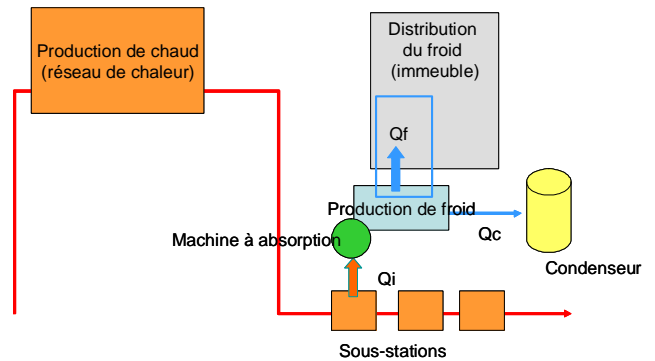 Production de chaud
(réseau de chaleur)
Distribution
du froid
(immeuble)
Qf
Production de froid
Machine à absorption
Qc
Condenseur
Qi
Sous-stations